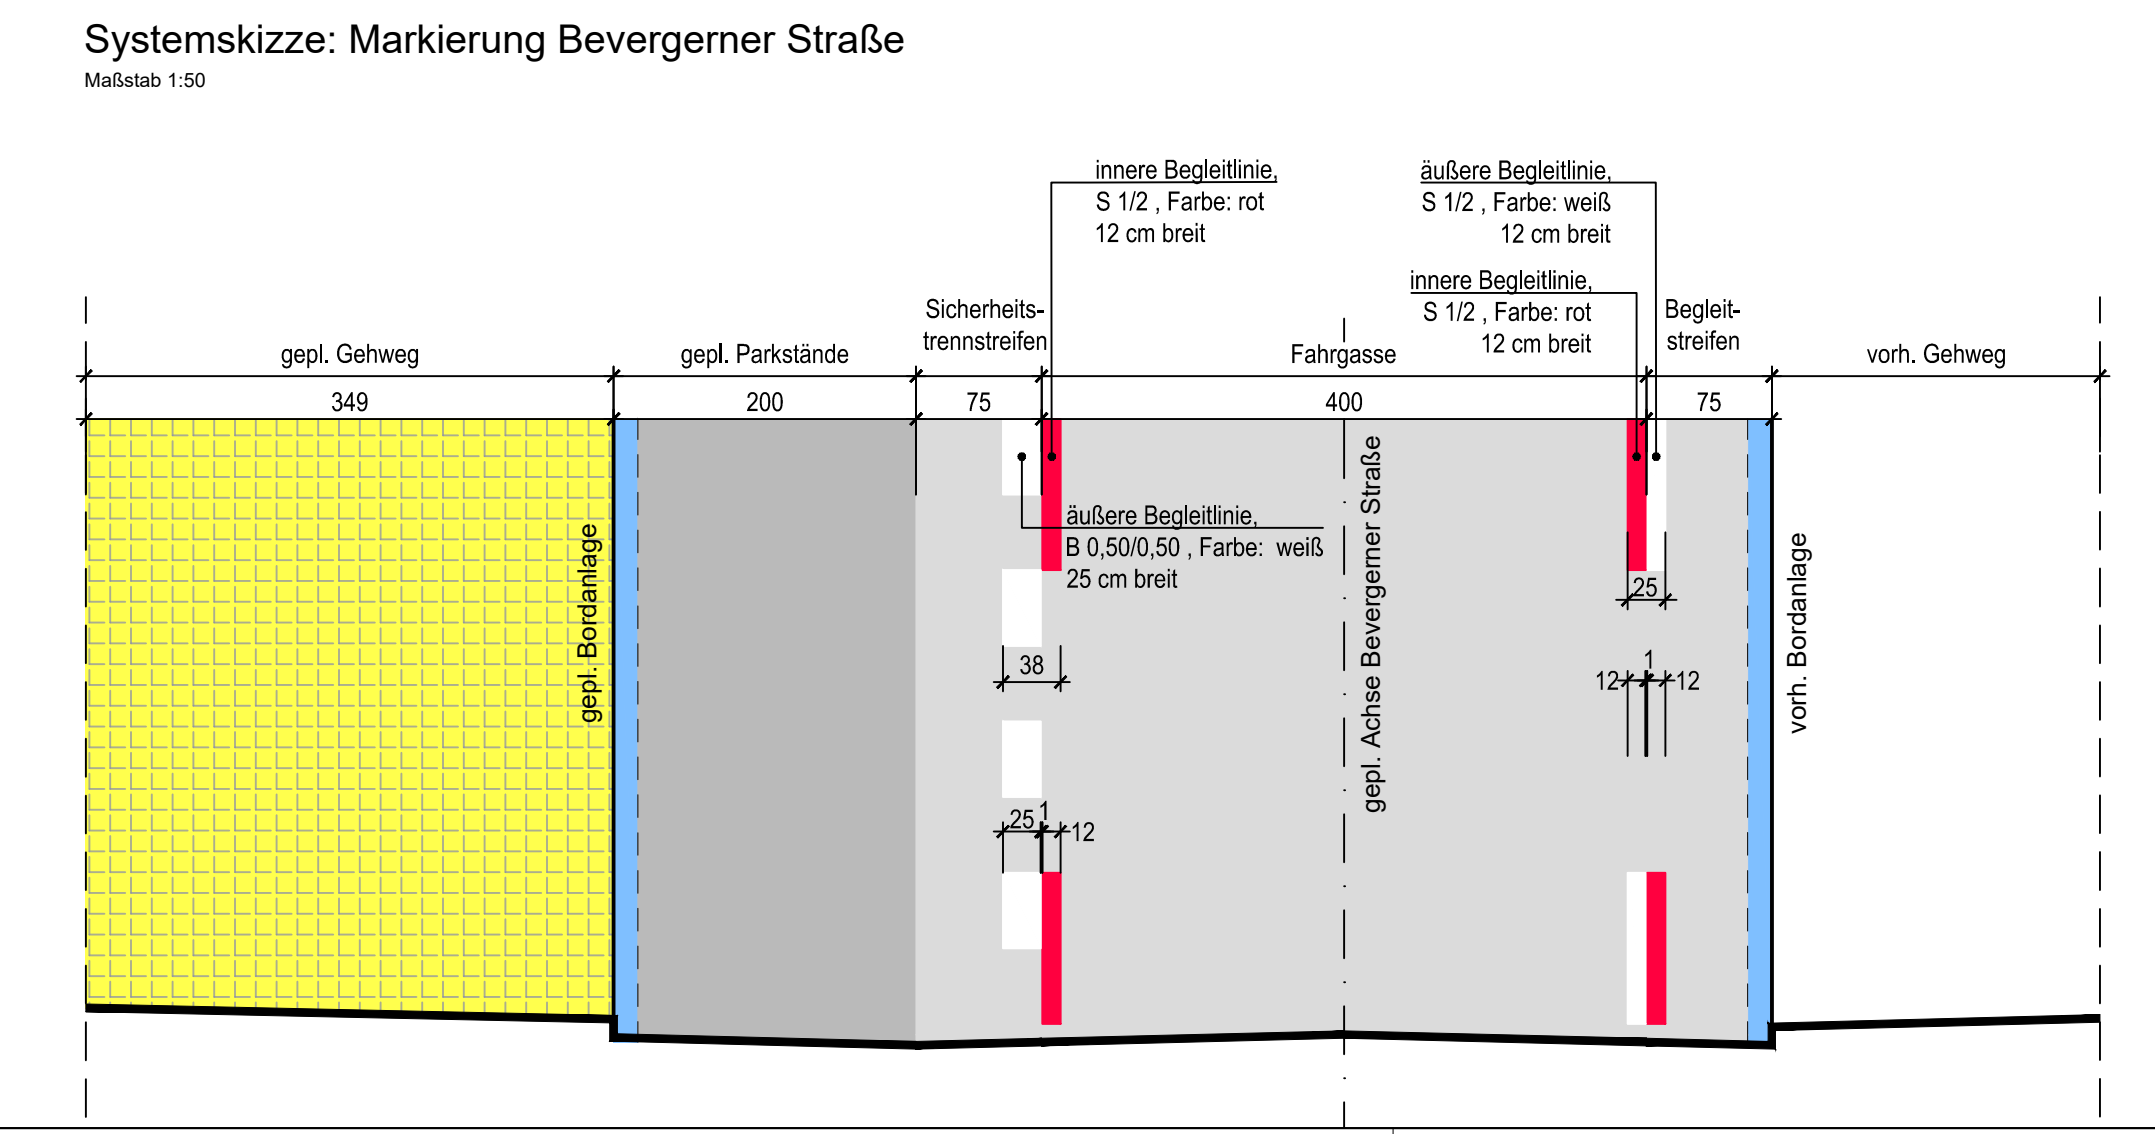 Systemskizze: Markierung Bevergerner Straße
Maßstab 1:50
innere Begleitlinie,
S 1/2 , Farbe: rot
12 cm breit
äußere Begleitlinie,
S 1/2 , Farbe: weiß
12 cm breit
innere Begleitlinie,
S 1/2 , Farbe: rot
12 cm breit
Sicherheits-
trennstreifen
Begleit-
streifen
gepl. Gehweg
gepl. Parkstände
Fahrgasse
vorh. Gehweg
349
200
75
400
75
äußere Begleitlinie,
B 0,50/0,50 , Farbe: weiß
25 cm breit
gepl. Bordanlage
gepl. Achse Bevergerner Straße
vorh. Bordanlage
25
38
1
12
12
25
1
12